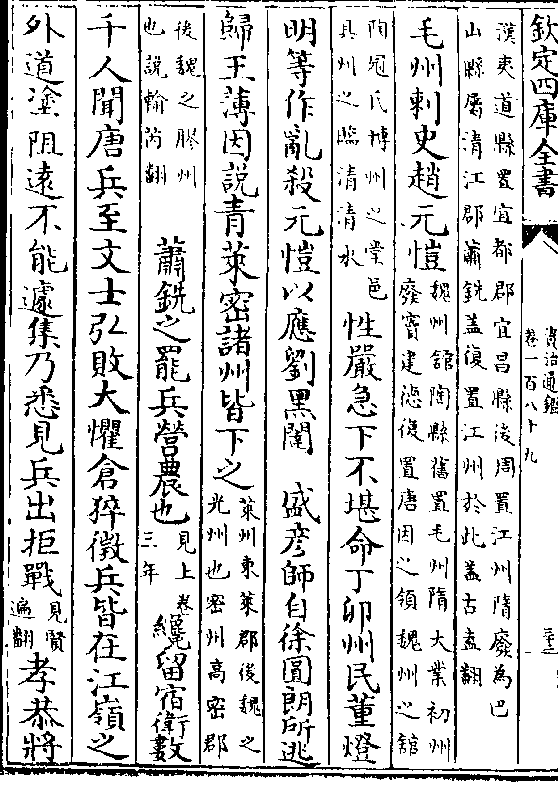 欽定四庫全書
資治通鑑
卷一百八十九
三十三
漢夷道縣置宜都郡宜昌縣後周置江州隋廢為巴
山縣屬清江郡蕭銑蓋復置江州於此蓋古盍翻
毛州刺史趙元愷魏州館陶縣舊置毛州隋大業初州
廢竇建德復置唐因之領魏州之館
陶冠氏博州之堂邑
具州之臨清清水
性嚴急下不堪命丁卯州民董燈
明等作亂殺元愷以應劉黑闥 盛彦師自徐圓朗所逃
歸王薄因說青萊密諸州皆下之萊州東萊郡後魏之
光州也密州高密郡
後魏之膠州
也說輸芮翻
蕭銑之罷兵營農也見上卷
三年
纔留宿衛數
千人聞唐兵至文士弘敗大懼倉猝徵兵皆在江嶺之
外道塗阻遠不能遽集乃悉見兵出拒戰見賢
遍翻
孝恭將